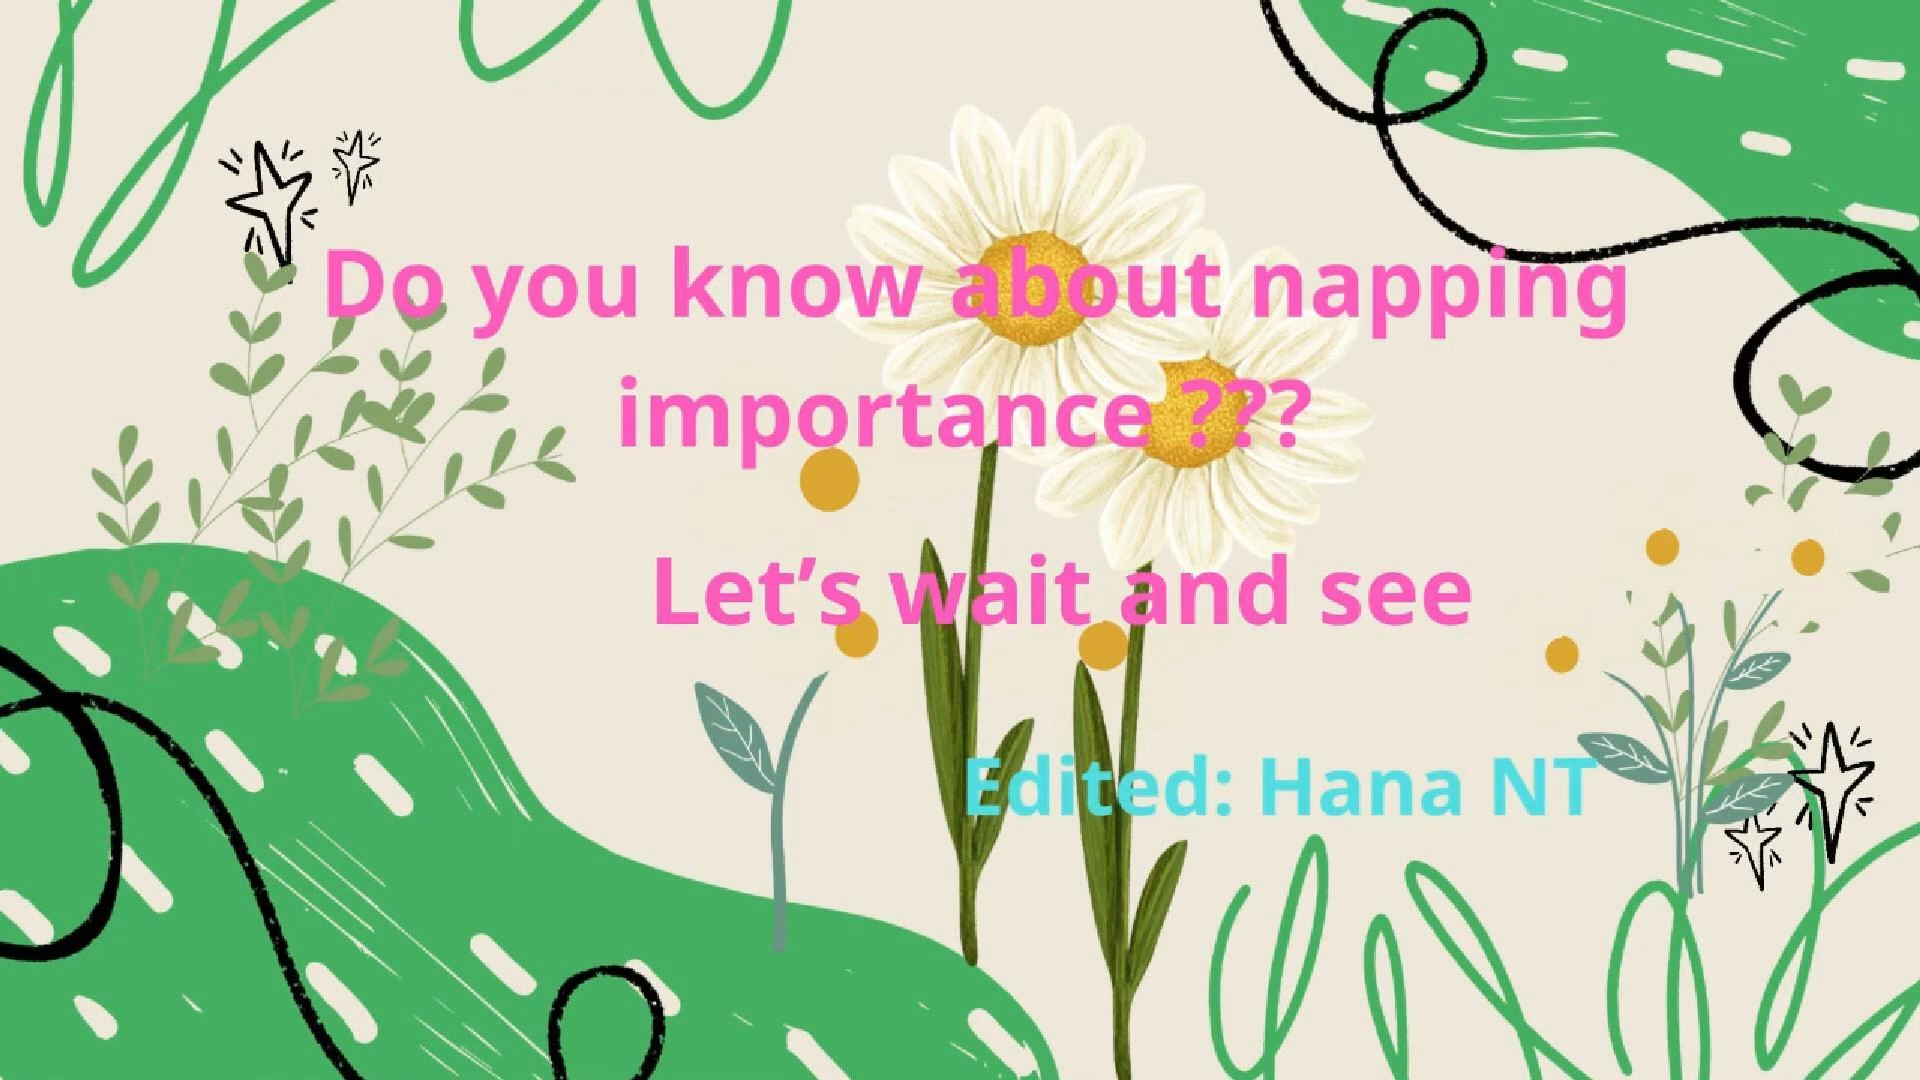 Do you know about napping
importance ???
Let’s wait and see
Edited: Hana NT